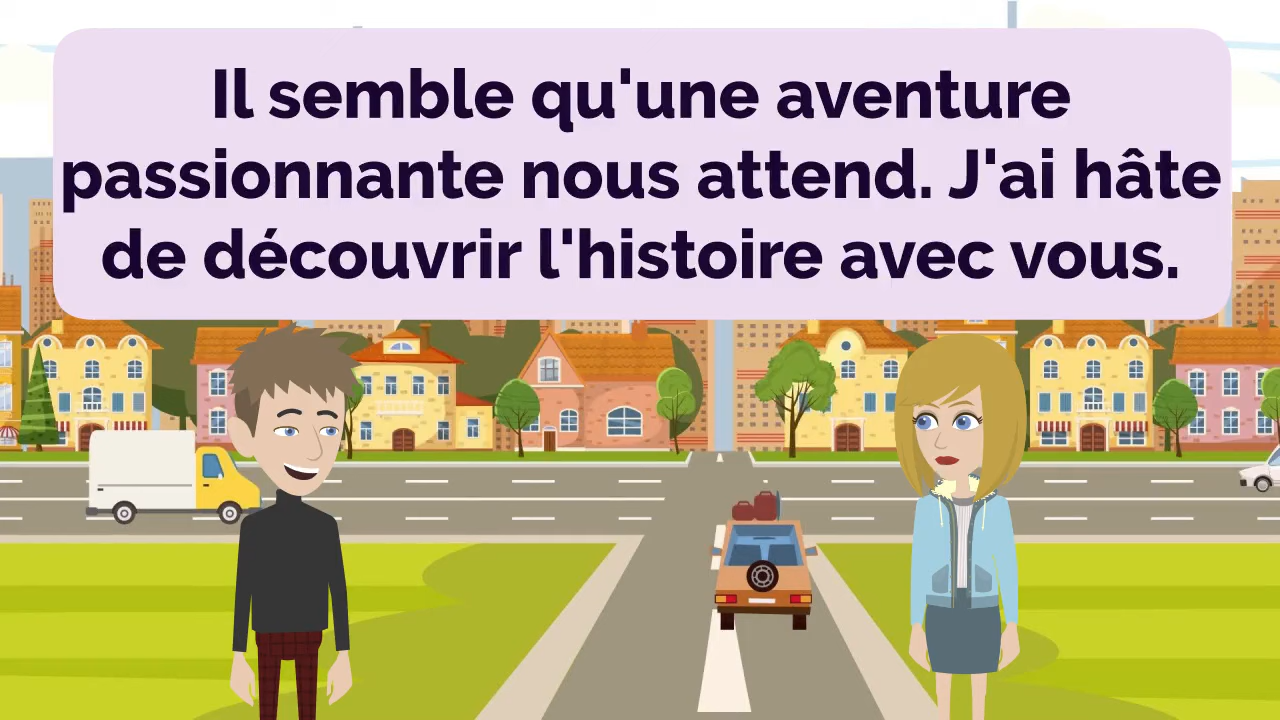 Il semble qu'une aventure
passionnante nous attend. J'ai hâte
de découvrir l'histoire avec vous.